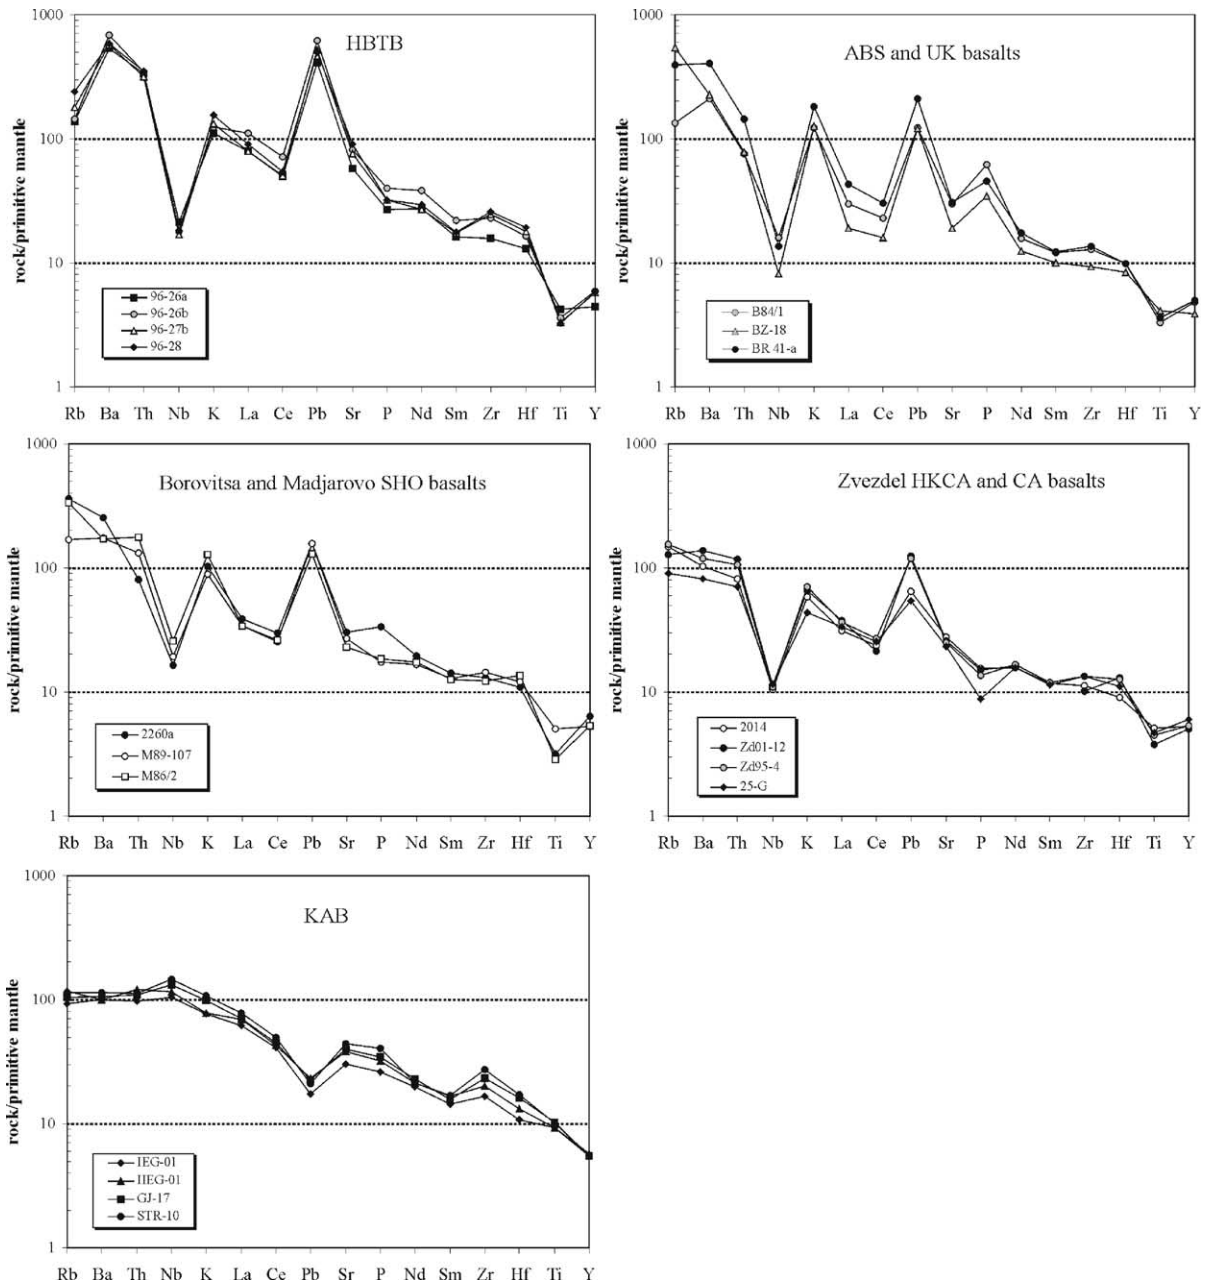 HBTB
rock/primitive mantle
1000
100
10
1
96-26a
96-26b
96-27b
96-28
Rb Ba Th Nb K La Ce Pb Sr P Nd Sm Zr Hf Ti Y
ABS and UK basalts
rock/primitive mantle
1000
100
10
1
B84/1
BZ-18
BR 41-a
Rb Ba Th Nb K La Ce Pb Sr P Nd Sm Zr Hf Ti Y
Borovitsa and Madjarovo SHO basalts
rock/primitive mantle
1000
100
10
1
2260a
M89-107
M86/2
Rb Ba Th Nb K La Ce Pb Sr P Nd Sm Zr Hf Ti Y
Zvezdel HKCA and CA basalts
rock/primitive mantle
1000
100
10
1
2014
Zd01-12
Zd95-4
25-G
Rb Ba Th Nb K La Ce Pb Sr P Nd Sm Zr Hf Ti Y
KAB
rock/primitive mantle
1000
100
10
1
IEG-01
IIEG-01
GJ-17
STR-10
Rb Ba Th Nb K La Ce Pb Sr P Nd Sm Zr Hf Ti Y